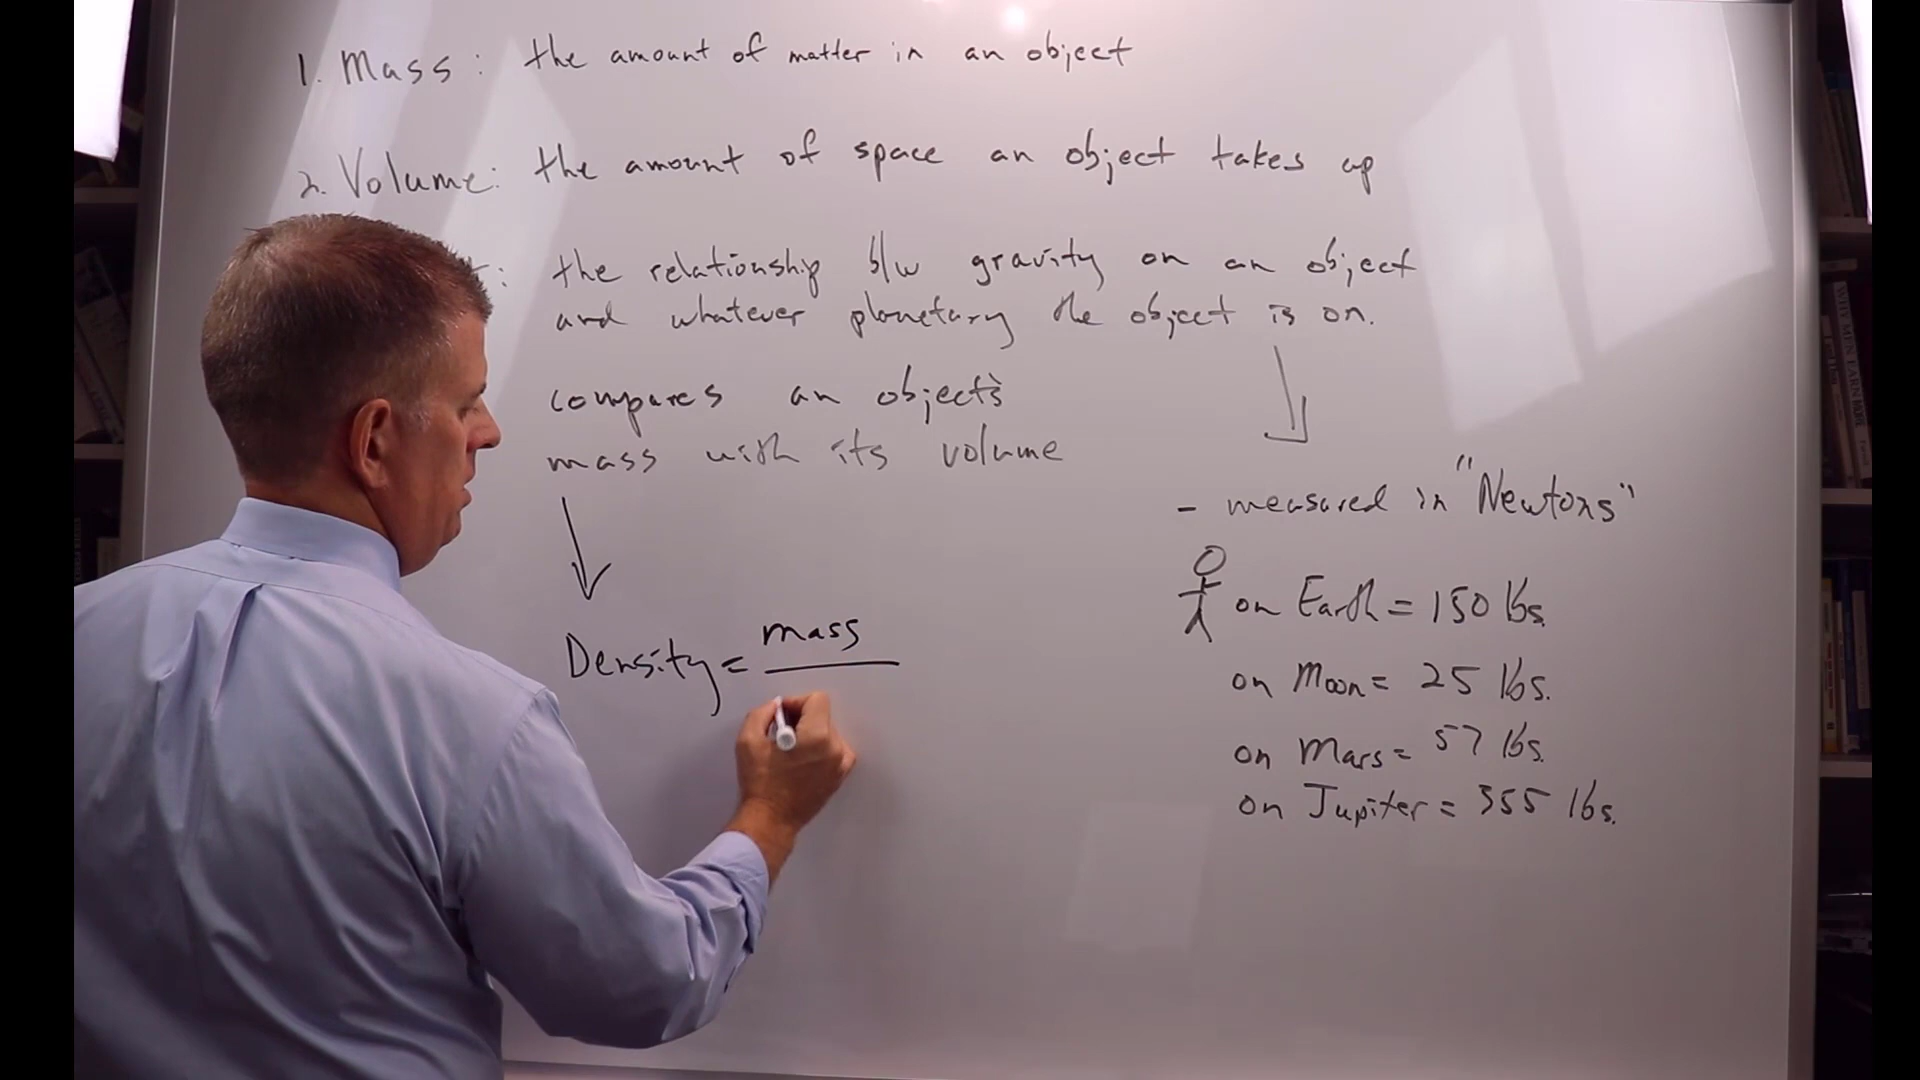 1. Mass: the amount of matter in an object
2. Volume: the amount of space an object takes up
: the relationship b/w gravity on an object
and whatever planetary the object is on.
compares an object's
mass with its volume
Density = mass
- measured in "Newtons"
on Earth = 150 lbs.
on Moon = 25 lbs.
on Mars = 57 lbs.
on Jupiter = 355 lbs.